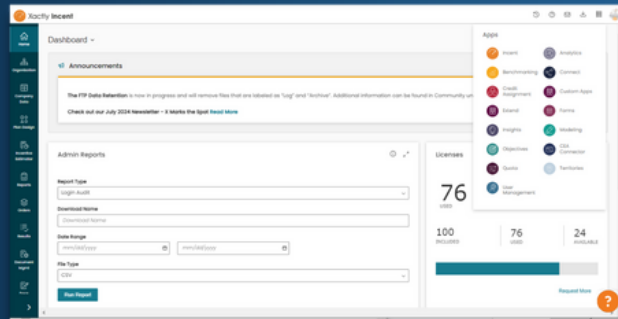 Xactly Incent
Dashboard
Home
Organization
Company
Data
Plan Design
Incentive
Estimator
Reports
Orders
Results
Document
Mgmt
Announcements
The FTP Data Retention is now in progress and will remove files that are labeled as "Log" and "Archive". Additional information can be found in Community un
Check out our July 2024 Newsletter - X Marks the Spot Read More
Admin Reports
Report Type
Login Audit
Download Name
Download Name
Date Range
mm/dd/yyyy mm/dd/yyyy
File Type
CSV
Run Report
Licenses
76
USED
100 76 24
INCLUDED USED AVAILABLE
Request More
?
Apps
Incent Analytics
Benchmarking Connect
Credit
Assignment Custom Apps
Extend Forms
Insights Modeling
Objectives CRM
Connector
Quota Territories
User
Management